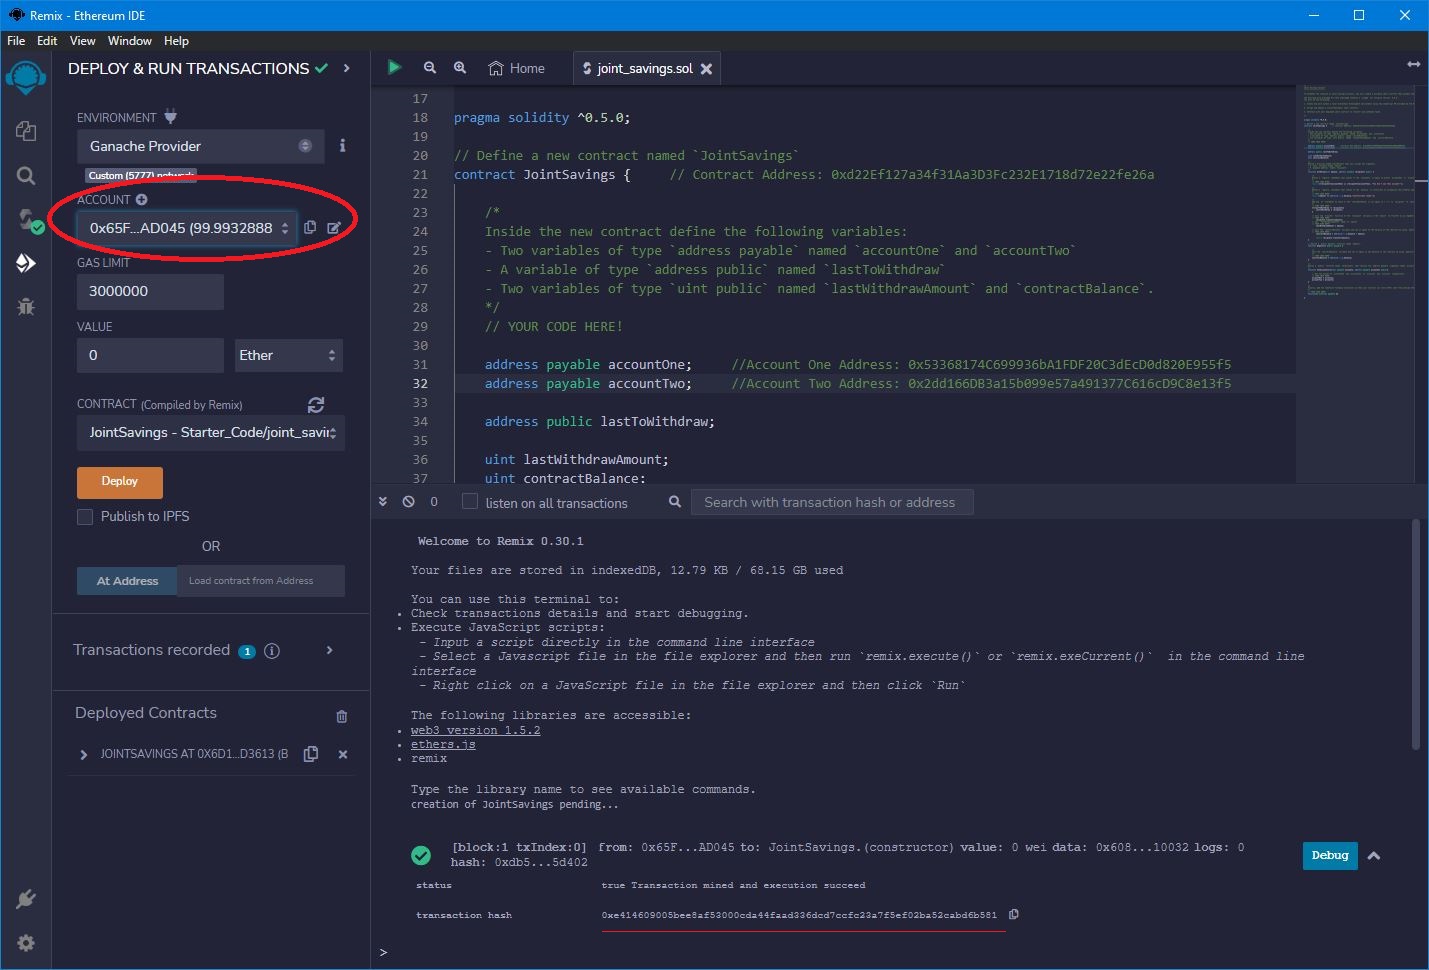 Remix - Ethereum IDE
File Edit View Window Help
DEPLOY & RUN TRANSACTIONS
ENVIRONMENT
Ganache Provider
Custom (5777) network
ACCOUNT
0x65F...AD045 (99.9932888
GAS LIMIT
3000000
VALUE
0 Ether
CONTRACT (Compiled by Remix)
JointSavings - Starter_Code/joint_savin
Deploy
Publish to IPFS
OR
At Address Load contract from Address
Transactions recorded 1
Deployed Contracts
JOINTSAVINGS AT 0X6D1...D3613 (B
Home joint_savings.sol
17
18 pragma solidity ^0.5.0;
19
20 // Define a new contract named `JointSavings`
21 contract JointSavings { // Contract Address: 0xd22Ef127a34f31Aa3D3Fc232E1718d72e22fe26a
22
23 /*
24 Inside the new contract define the following variables:
25 - Two variables of type `address payable` named `accountOne` and `accountTwo`
26 - A variable of type `address public` named `lastToWithdraw`
27 - Two variables of type `uint public` named `lastWithdrawAmount` and `contractBalance`.
28 */
29 // YOUR CODE HERE!
30
31 address payable accountOne; //Account One Address: 0x53368174C699936bA1FDF20C3dEcD0d820E955f5
32 address payable accountTwo; //Account Two Address: 0x2dd166DB3a15b099e57a491377C616cD9C8e13f5
33
34 address public lastToWithdraw;
35
36 uint lastWithdrawAmount;
37 uint contractBalance;
0 listen on all transactions Search with transaction hash or address
Welcome to Remix 0.30.1
Your files are stored in indexedDB, 12.79 KB / 68.15 GB used
You can use this terminal to:
• Check transactions details and start debugging.
• Execute JavaScript scripts:
- Input a script directly in the command line interface
- Select a Javascript file in the file explorer and then run `remix.execute()` or `remix.exeCurrent()` in the command line
interface
- Right click on a JavaScript file in the file explorer and then click `Run`
The following libraries are accessible:
• web3 version 1.5.2
• ethers.js
• remix
Type the library name to see available commands.
creation of JointSavings pending...
[block:1 txIndex:0] from: 0x65F...AD045 to: JointSavings.(constructor) value: 0 wei data: 0x608...10032 logs: 0
hash: 0xdb5...5d402
Debug
status true Transaction mined and execution succeed
transaction hash 0xe414609005bee8af53000cda44faad336dcd7ccfc23a7f5ef02ba52cabd6b581
>